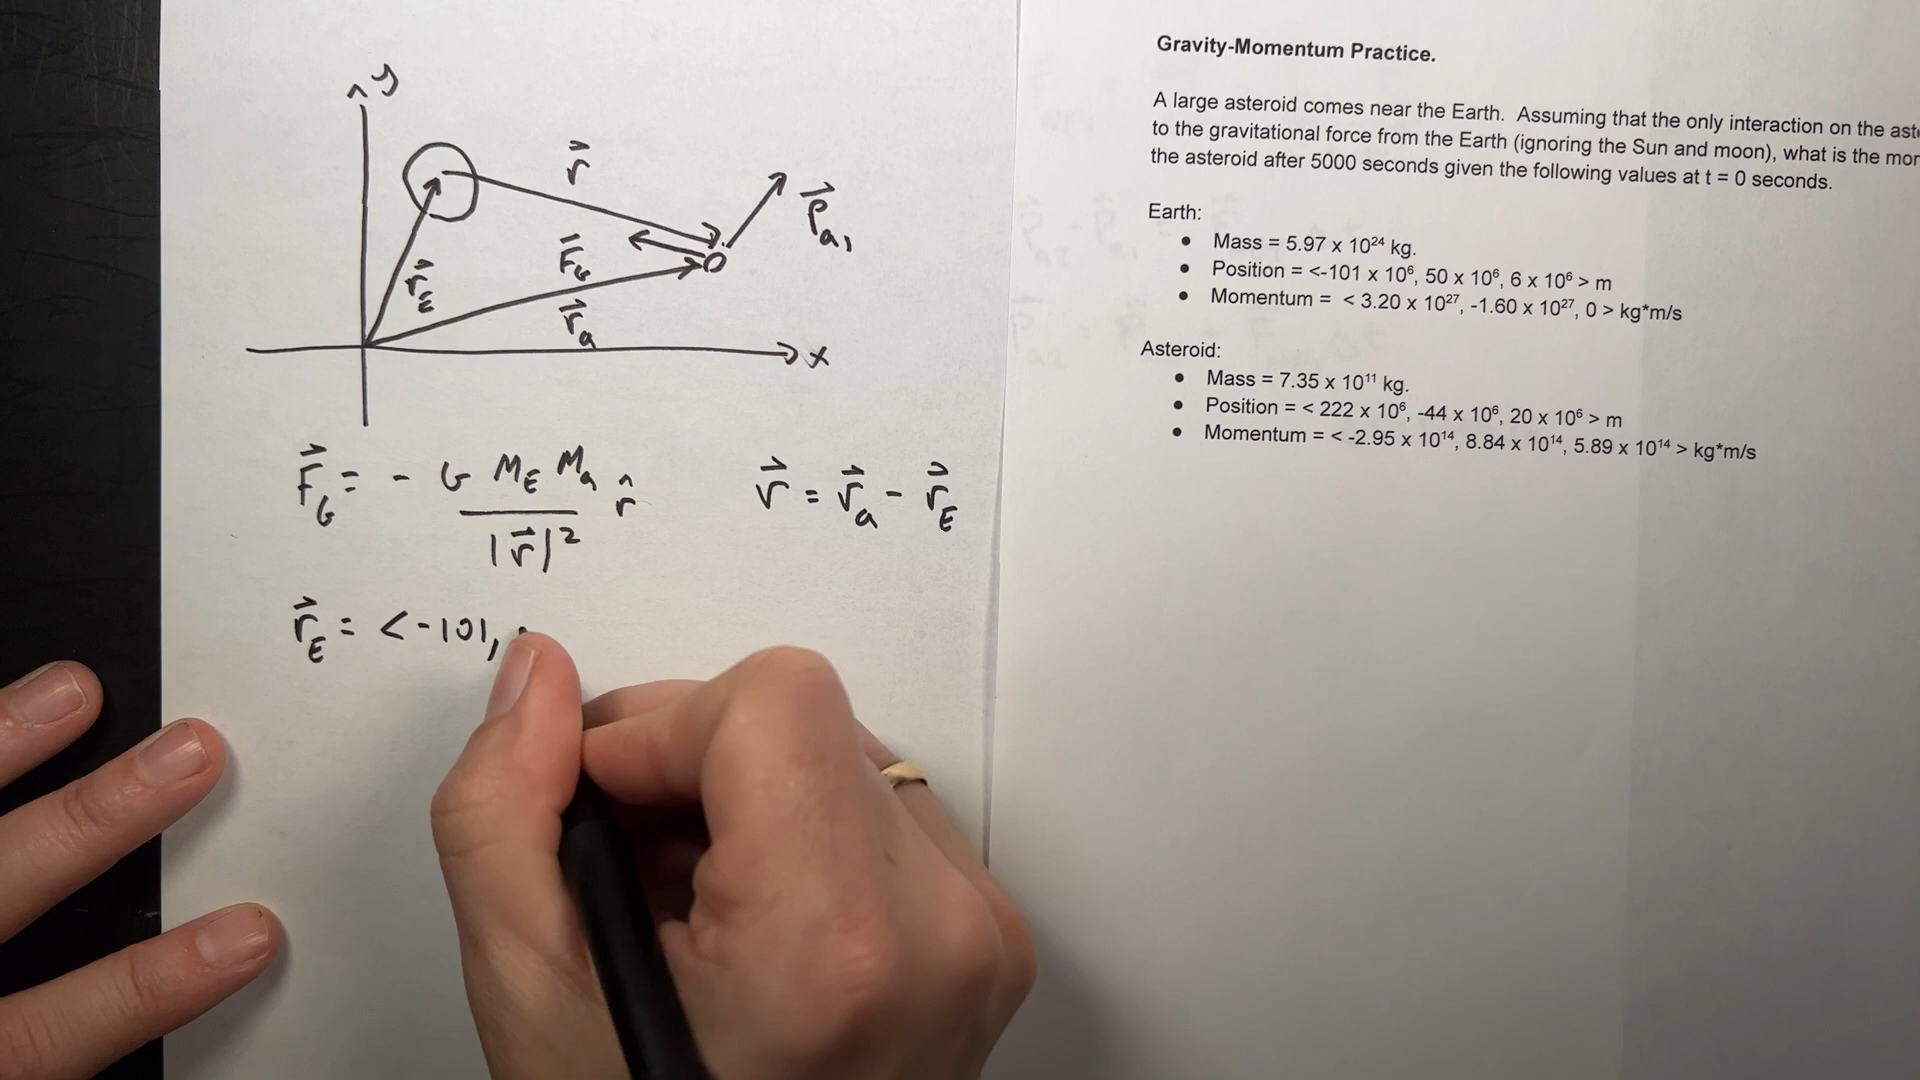 y
r⃗
p⃗a1
F⃗G
r⃗E
r⃗a
x
F⃗G = - G ME Ma / |r⃗|² r̂
r⃗ = r⃗a - r⃗E
r⃗E = <-101,
Gravity-Momentum Practice.
A large asteroid comes near the Earth. Assuming that the only interaction on the
to the gravitational force from the Earth (ignoring the Sun and moon), what is the
the asteroid after 5000 seconds given the following values at t = 0 seconds.
Earth:
● Mass = 5.97 x 10²⁴ kg.
● Position = <-101 x 10⁶, 50 x 10⁶, 6 x 10⁶ > m
● Momentum = < 3.20 x 10²⁷, -1.60 x 10²⁷, 0 > kg*m/s
Asteroid:
● Mass = 7.35 x 10¹¹ kg.
● Position = < 222 x 10⁶, -44 x 10⁶, 20 x 10⁶ > m
● Momentum = < -2.95 x 10¹⁴, 8.84 x 10¹⁴, 5.89 x 10¹⁴ > kg*m/s